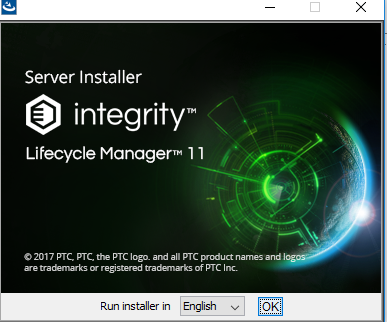 Server Installer
integrity™
Lifecycle Manager™ 11
© 2017 PTC, PTC, the PTC logo. and all PTC product names and logos
are trademarks or registered trademarks of PTC Inc.
Run installer in English OK